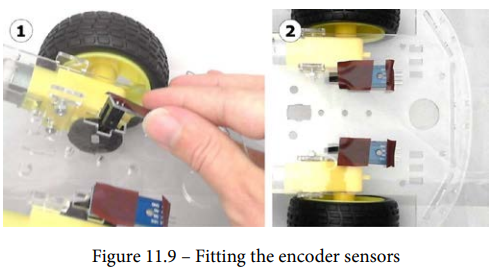 1
2
Figure 11.9 – Fitting the encoder sensors